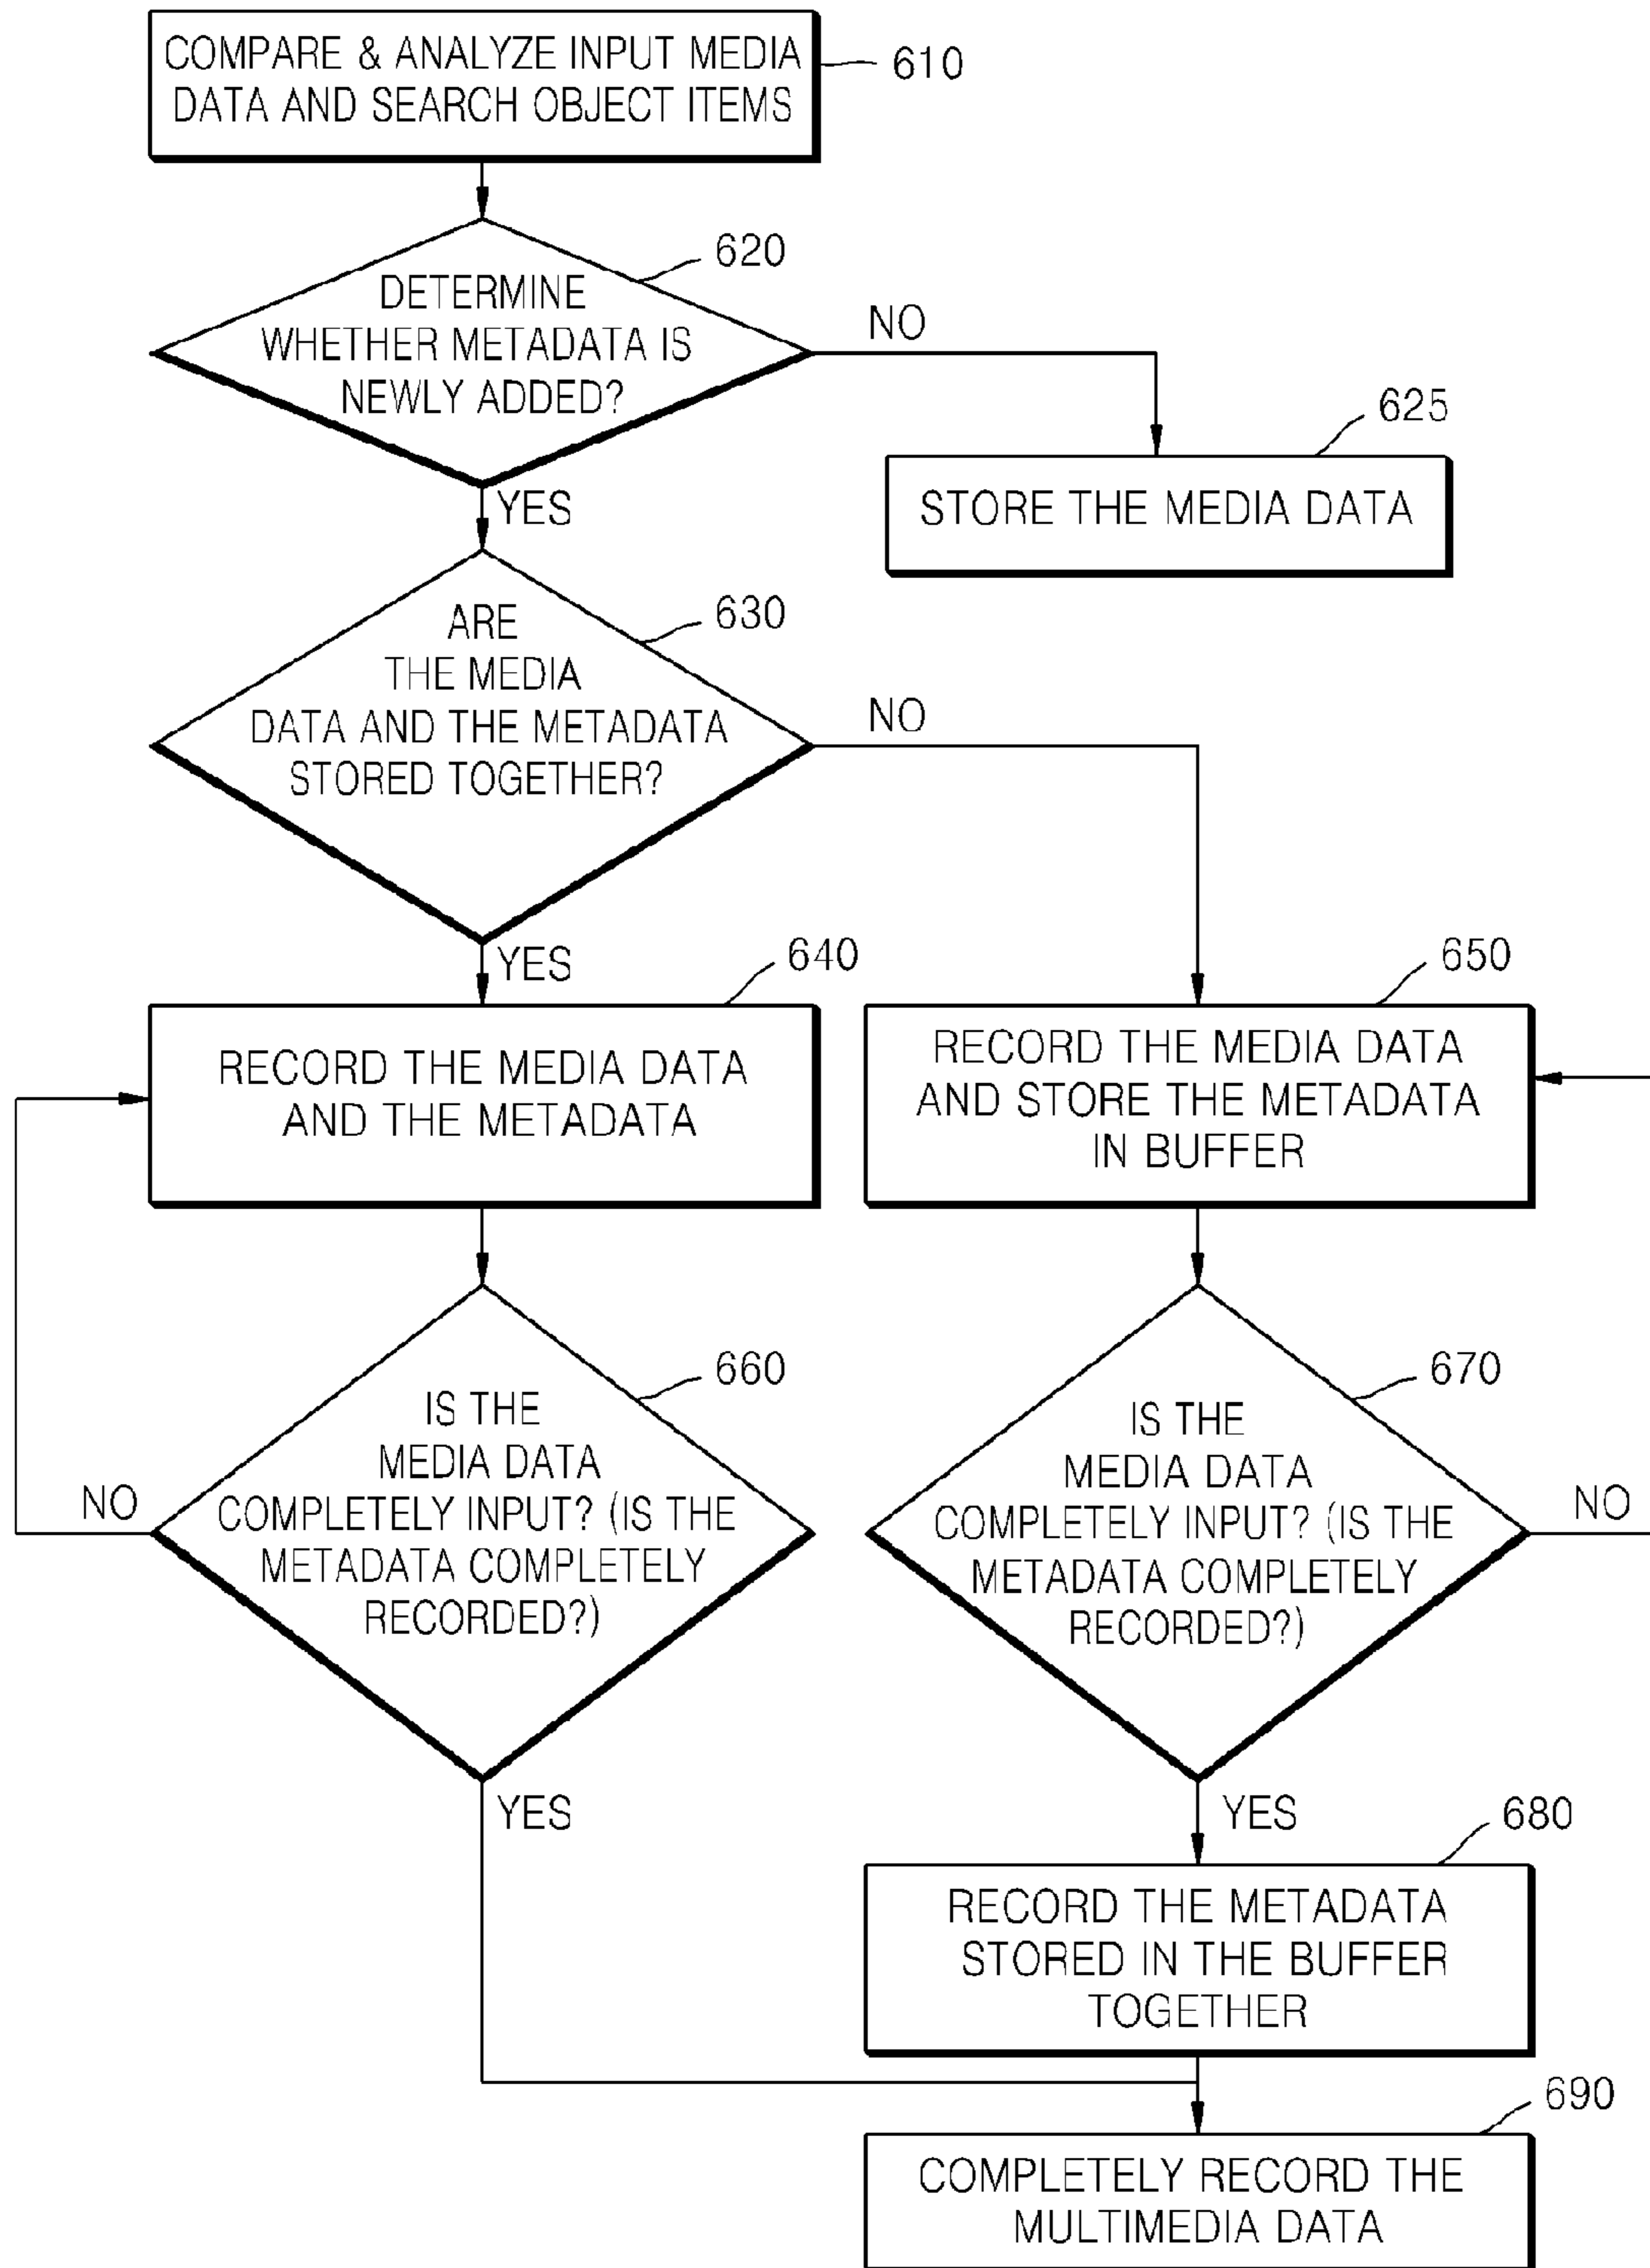 COMPARE & ANALYZE INPUT MEDIA
DATA AND SEARCH OBJECT ITEMS
610
620
DETERMINE
WHETHER METADATA IS
NEWLY ADDED?
NO
YES
625
STORE THE MEDIA DATA
630
ARE
THE MEDIA
DATA AND THE METADATA
STORED TOGETHER?
NO
YES
640
RECORD THE MEDIA DATA
AND THE METADATA
650
RECORD THE MEDIA DATA
AND STORE THE METADATA
IN BUFFER
660
IS THE
MEDIA DATA
COMPLETELY INPUT? (IS THE
METADATA COMPLETELY
RECORDED?)
NO
YES
670
IS THE
MEDIA DATA
COMPLETELY INPUT? (IS THE
METADATA COMPLETELY
RECORDED?)
NO
YES
680
RECORD THE METADATA
STORED IN THE BUFFER
TOGETHER
690
COMPLETELY RECORD THE
MULTIMEDIA DATA